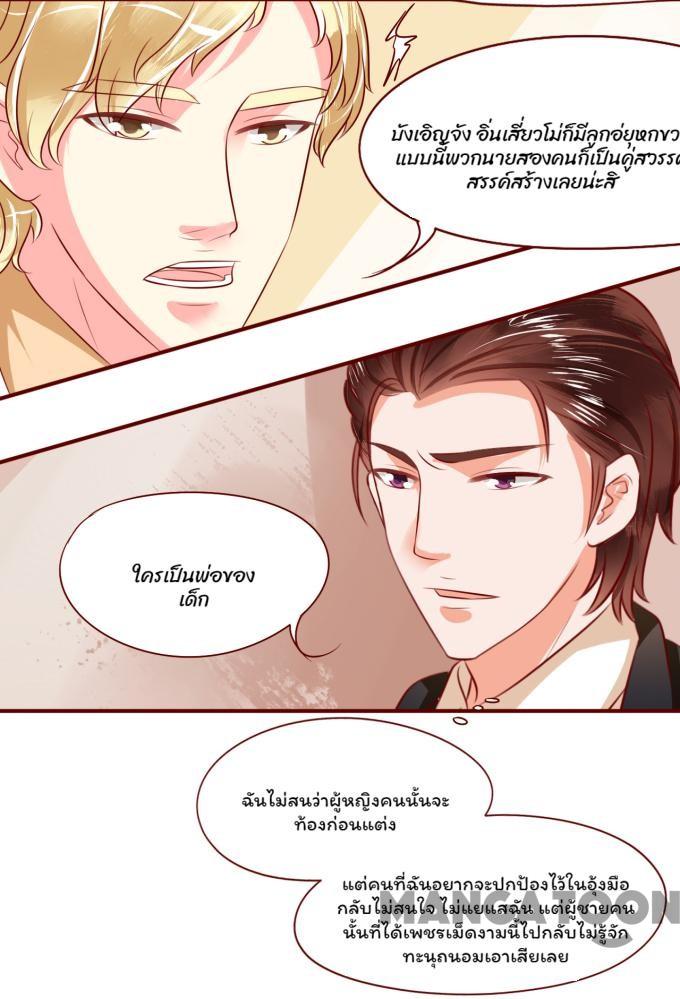 บังเอิญจัง อิ่นเสี่ยวโม่ก็มีลูกอ่ยุหกขว
แบบนี้พวกนายสองคนก็เป็นคู่สวรรค์
สรรค์สร้างเลยน่ะสิ
ใครเป็นพ่อของ
เด็ก
ฉันไม่สนว่าผู้หญิงคนนั้นจะ
ท้องก่อนแต่ง
แต่คนที่ฉันอยากจะปกป้องไว้ในอุ้งมือ
กลับไม่สนใจ ไม่แยแสฉัน แต่ผู้ชายคน
นั้นที่ได้เพชรเม็ดงามนี้ไปกลับไม่รู้จัก
ทะนุถนอมเอาเสียเลย
MANGATOON